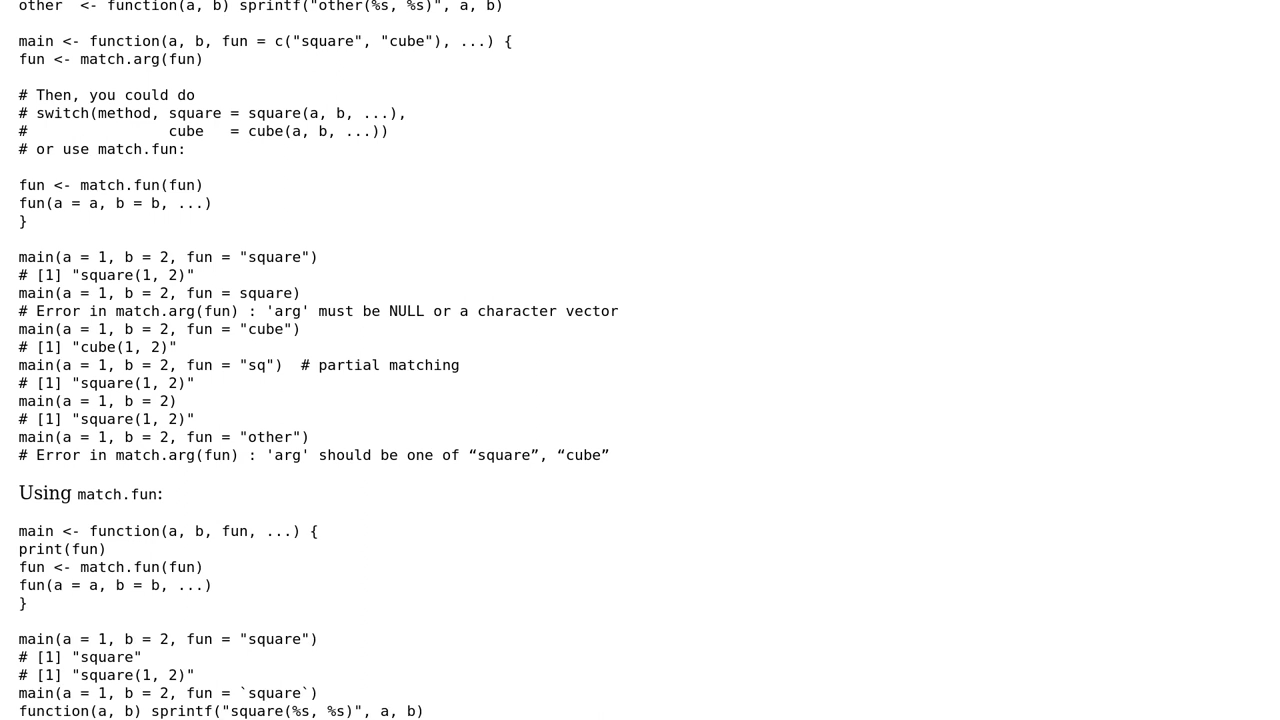 other  <- function(a, b) sprintf("other(%s, %s)", a, b)

main <- function(a, b, fun = c("square", "cube"), ...) {
fun <- match.arg(fun)

# Then, you could do
# switch(method, square = square(a, b, ...),
#                cube   = cube(a, b, ...))
# or use match.fun:

fun <- match.fun(fun)
fun(a = a, b = b, ...)
}

main(a = 1, b = 2, fun = "square")
# [1] "square(1, 2)"
main(a = 1, b = 2, fun = square)
# Error in match.arg(fun) : 'arg' must be NULL or a character vector
main(a = 1, b = 2, fun = "cube")
# [1] "cube(1, 2)"
main(a = 1, b = 2, fun = "sq")  # partial matching
# [1] "square(1, 2)"
main(a = 1, b = 2)
# [1] "square(1, 2)"
main(a = 1, b = 2, fun = "other")
# Error in match.arg(fun) : 'arg' should be one of “square”, “cube”

Using match.fun:

main <- function(a, b, fun, ...) {
print(fun)
fun <- match.fun(fun)
fun(a = a, b = b, ...)
}

main(a = 1, b = 2, fun = "square")
# [1] "square"
# [1] "square(1, 2)"
main(a = 1, b = 2, fun = `square`)
function(a, b) sprintf("square(%s, %s)", a, b)